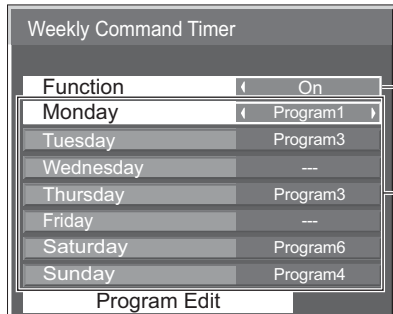 Weekly Command Timer
Function On
Monday Program1
Tuesday Program3
Wednesday ---
Thursday Program3
Friday ---
Saturday Program6
Sunday Program4
Program Edit